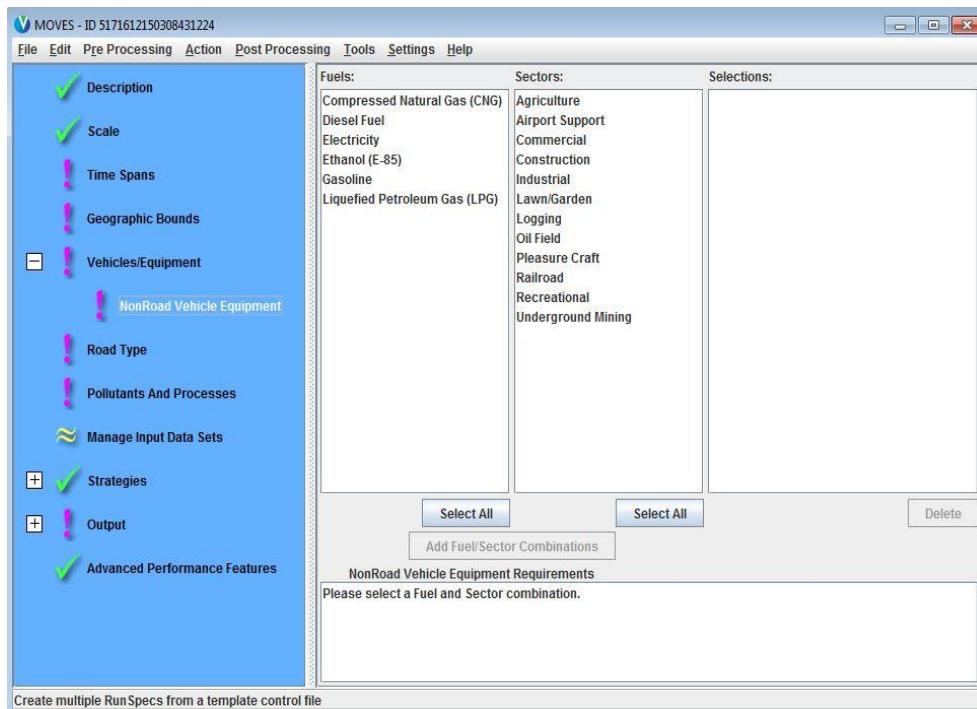 MOVES - ID 5171612150308431224
File Edit Pre Processing Action Post Processing Tools Settings Help
Description
Scale
Time Spans
Geographic Bounds
Vehicles/Equipment
NonRoad Vehicle Equipment
Road Type
Pollutants And Processes
Manage Input Data Sets
Strategies
Output
Advanced Performance Features
Fuels:
Compressed Natural Gas (CNG)
Diesel Fuel
Electricity
Ethanol (E-85)
Gasoline
Liquefied Petroleum Gas (LPG)
Select All
Sectors:
Agriculture
Airport Support
Commercial
Construction
Industrial
Lawn/Garden
Logging
Oil Field
Pleasure Craft
Railroad
Recreational
Underground Mining
Select All
Selections:
Delete
Add Fuel/Sector Combinations
NonRoad Vehicle Equipment Requirements
Please select a Fuel and Sector combination.
Create multiple RunSpecs from a template control file